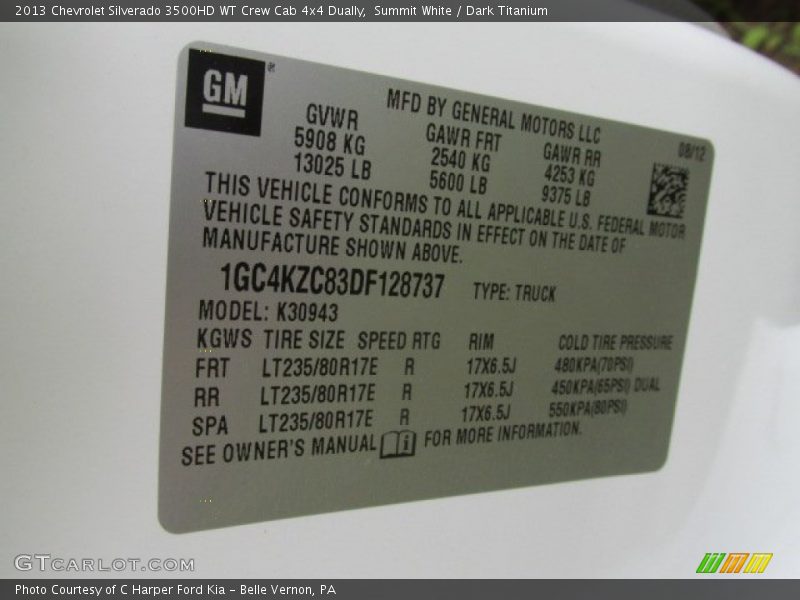 2013 Chevrolet Silverado 3500HD WT Crew Cab 4x4 Dually, Summit White / Dark Titanium
GM®
MFD BY GENERAL MOTORS LLC
08/12
GVWR GAWR FRT GAWR RR
5908 KG 2540 KG 4253 KG
13025 LB 5600 LB 9375 LB
THIS VEHICLE CONFORMS TO ALL APPLICABLE U.S. FEDERAL MOTOR
VEHICLE SAFETY STANDARDS IN EFFECT ON THE DATE OF
MANUFACTURE SHOWN ABOVE.
1GC4KZC83DF128737 TYPE: TRUCK
MODEL: K30943
KGWS TIRE SIZE SPEED RTG RIM COLD TIRE PRESSURE
FRT LT235/80R17E R 17X6.5J 480KPA(70PSI)
RR LT235/80R17E R 17X6.5J 450KPA(65PSI) DUAL
SPA LT235/80R17E R 17X6.5J 550KPA(80PSI)
SEE OWNER'S MANUAL i FOR MORE INFORMATION.
GTCARLOT.COM
Photo Courtesy of C Harper Ford Kia - Belle Vernon, PA